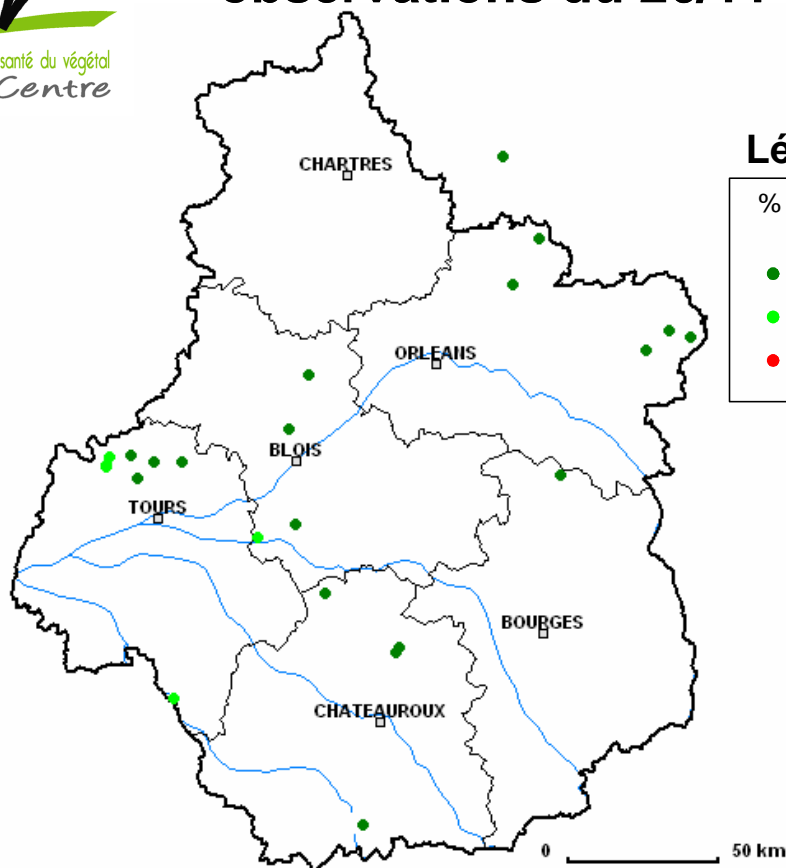 santé du végétal
Centre
CHARTRES
Lé
%
ORLEANS
BLOIS
TOURS
BOURGES
CHATEAUROUX
0 50 km